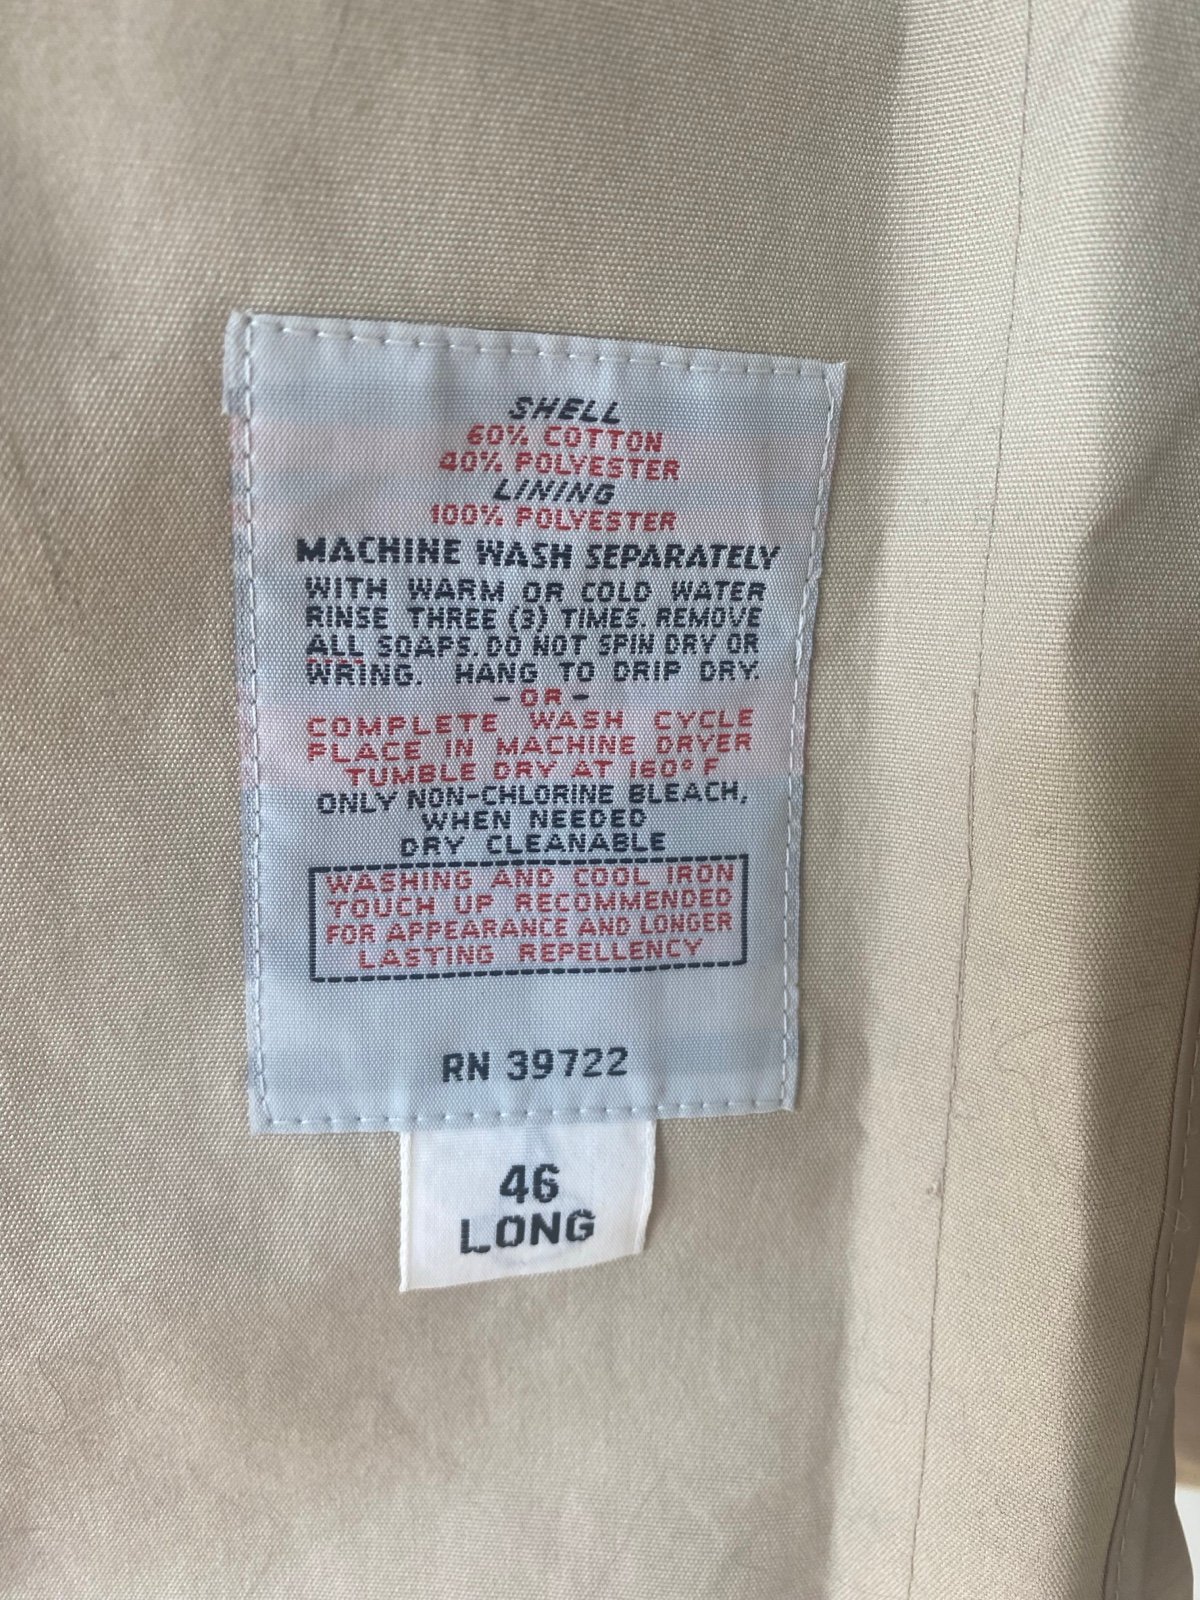 SHELL
60% COTTON
40% POLYESTER
LINING
100% POLYESTER
MACHINE WASH SEPARATELY
WITH WARM OR COLD WATER
RINSE THREE (3) TIMES. REMOVE
ALL SOAPS. DO NOT SPIN DRY OR
WRING. HANG TO DRIP DRY.
- OR -
COMPLETE WASH CYCLE
PLACE IN MACHINE DRYER
TUMBLE DRY AT 160° F
ONLY NON-CHLORINE BLEACH,
WHEN NEEDED
DRY CLEANABLE
WASHING AND COOL IRON
TOUCH UP RECOMMENDED
FOR APPEARANCE AND LONGER
LASTING REPELLENCY
RN 39722
46
LONG